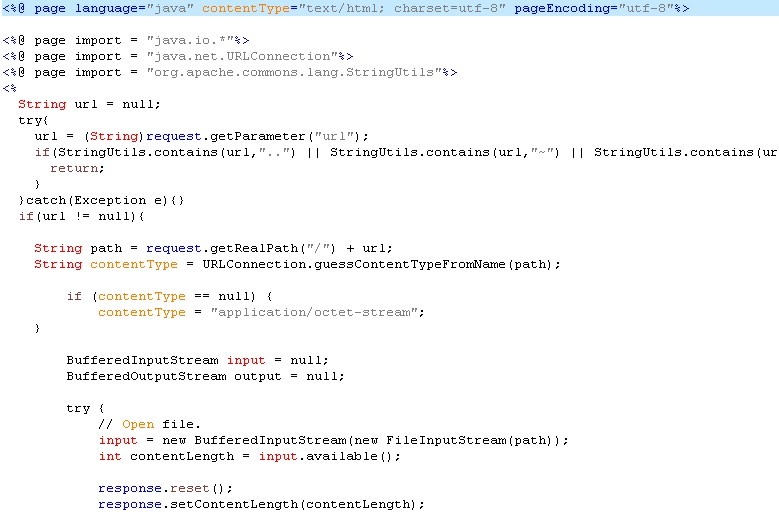 <%@ page language="java" contentType="text/html; charset=utf-8" pageEncoding="utf-8"%>
<%@ page import = "java.io.*"%>
<%@ page import = "java.net.URLConnection"%>
<%@ page import = "org.apache.commons.lang.StringUtils"%>
<%
String url = null;
try{
url = (String)request.getParameter("url");
if(StringUtils.contains(url,"..") || StringUtils.contains(url,"~") || StringUtils.contains(ur
return;
}
}catch(Exception e){}
if(url != null){
String path = request.getRealPath("/") + url;
String contentType = URLConnection.guessContentTypeFromName(path);
if (contentType == null) {
contentType = "application/octet-stream";
}
BufferedInputStream input = null;
BufferedOutputStream output = null;
try {
// Open file.
input = new BufferedInputStream(new FileInputStream(path));
int contentLength = input.available();
response.reset();
response.setContentLength(contentLength);